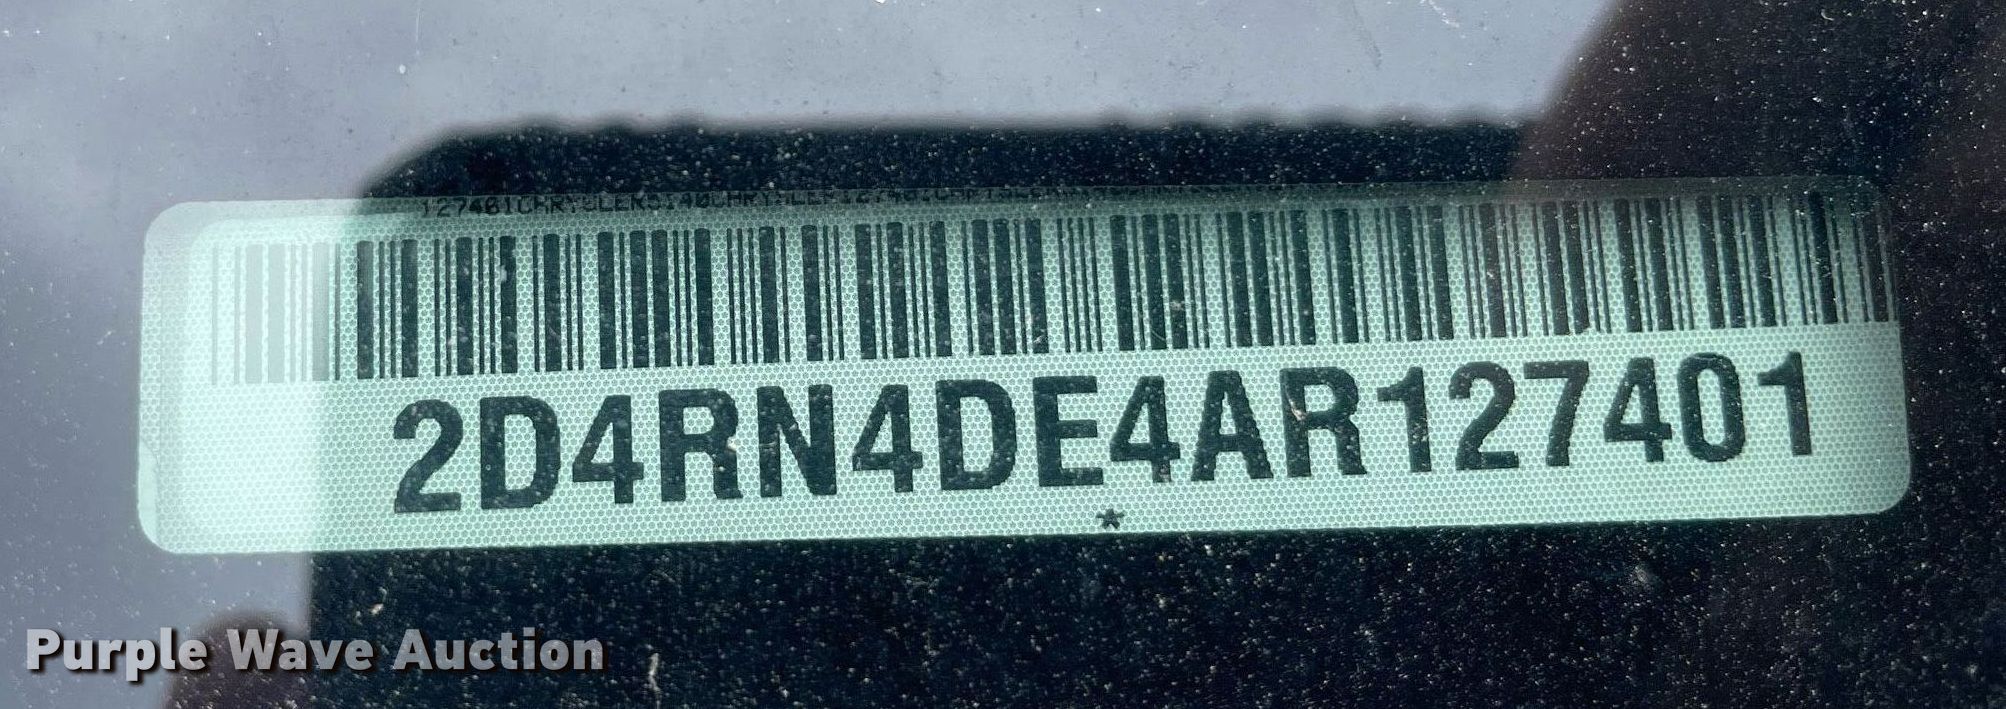 2D4RN4DE4AR127401
*
Purple Wave Auction